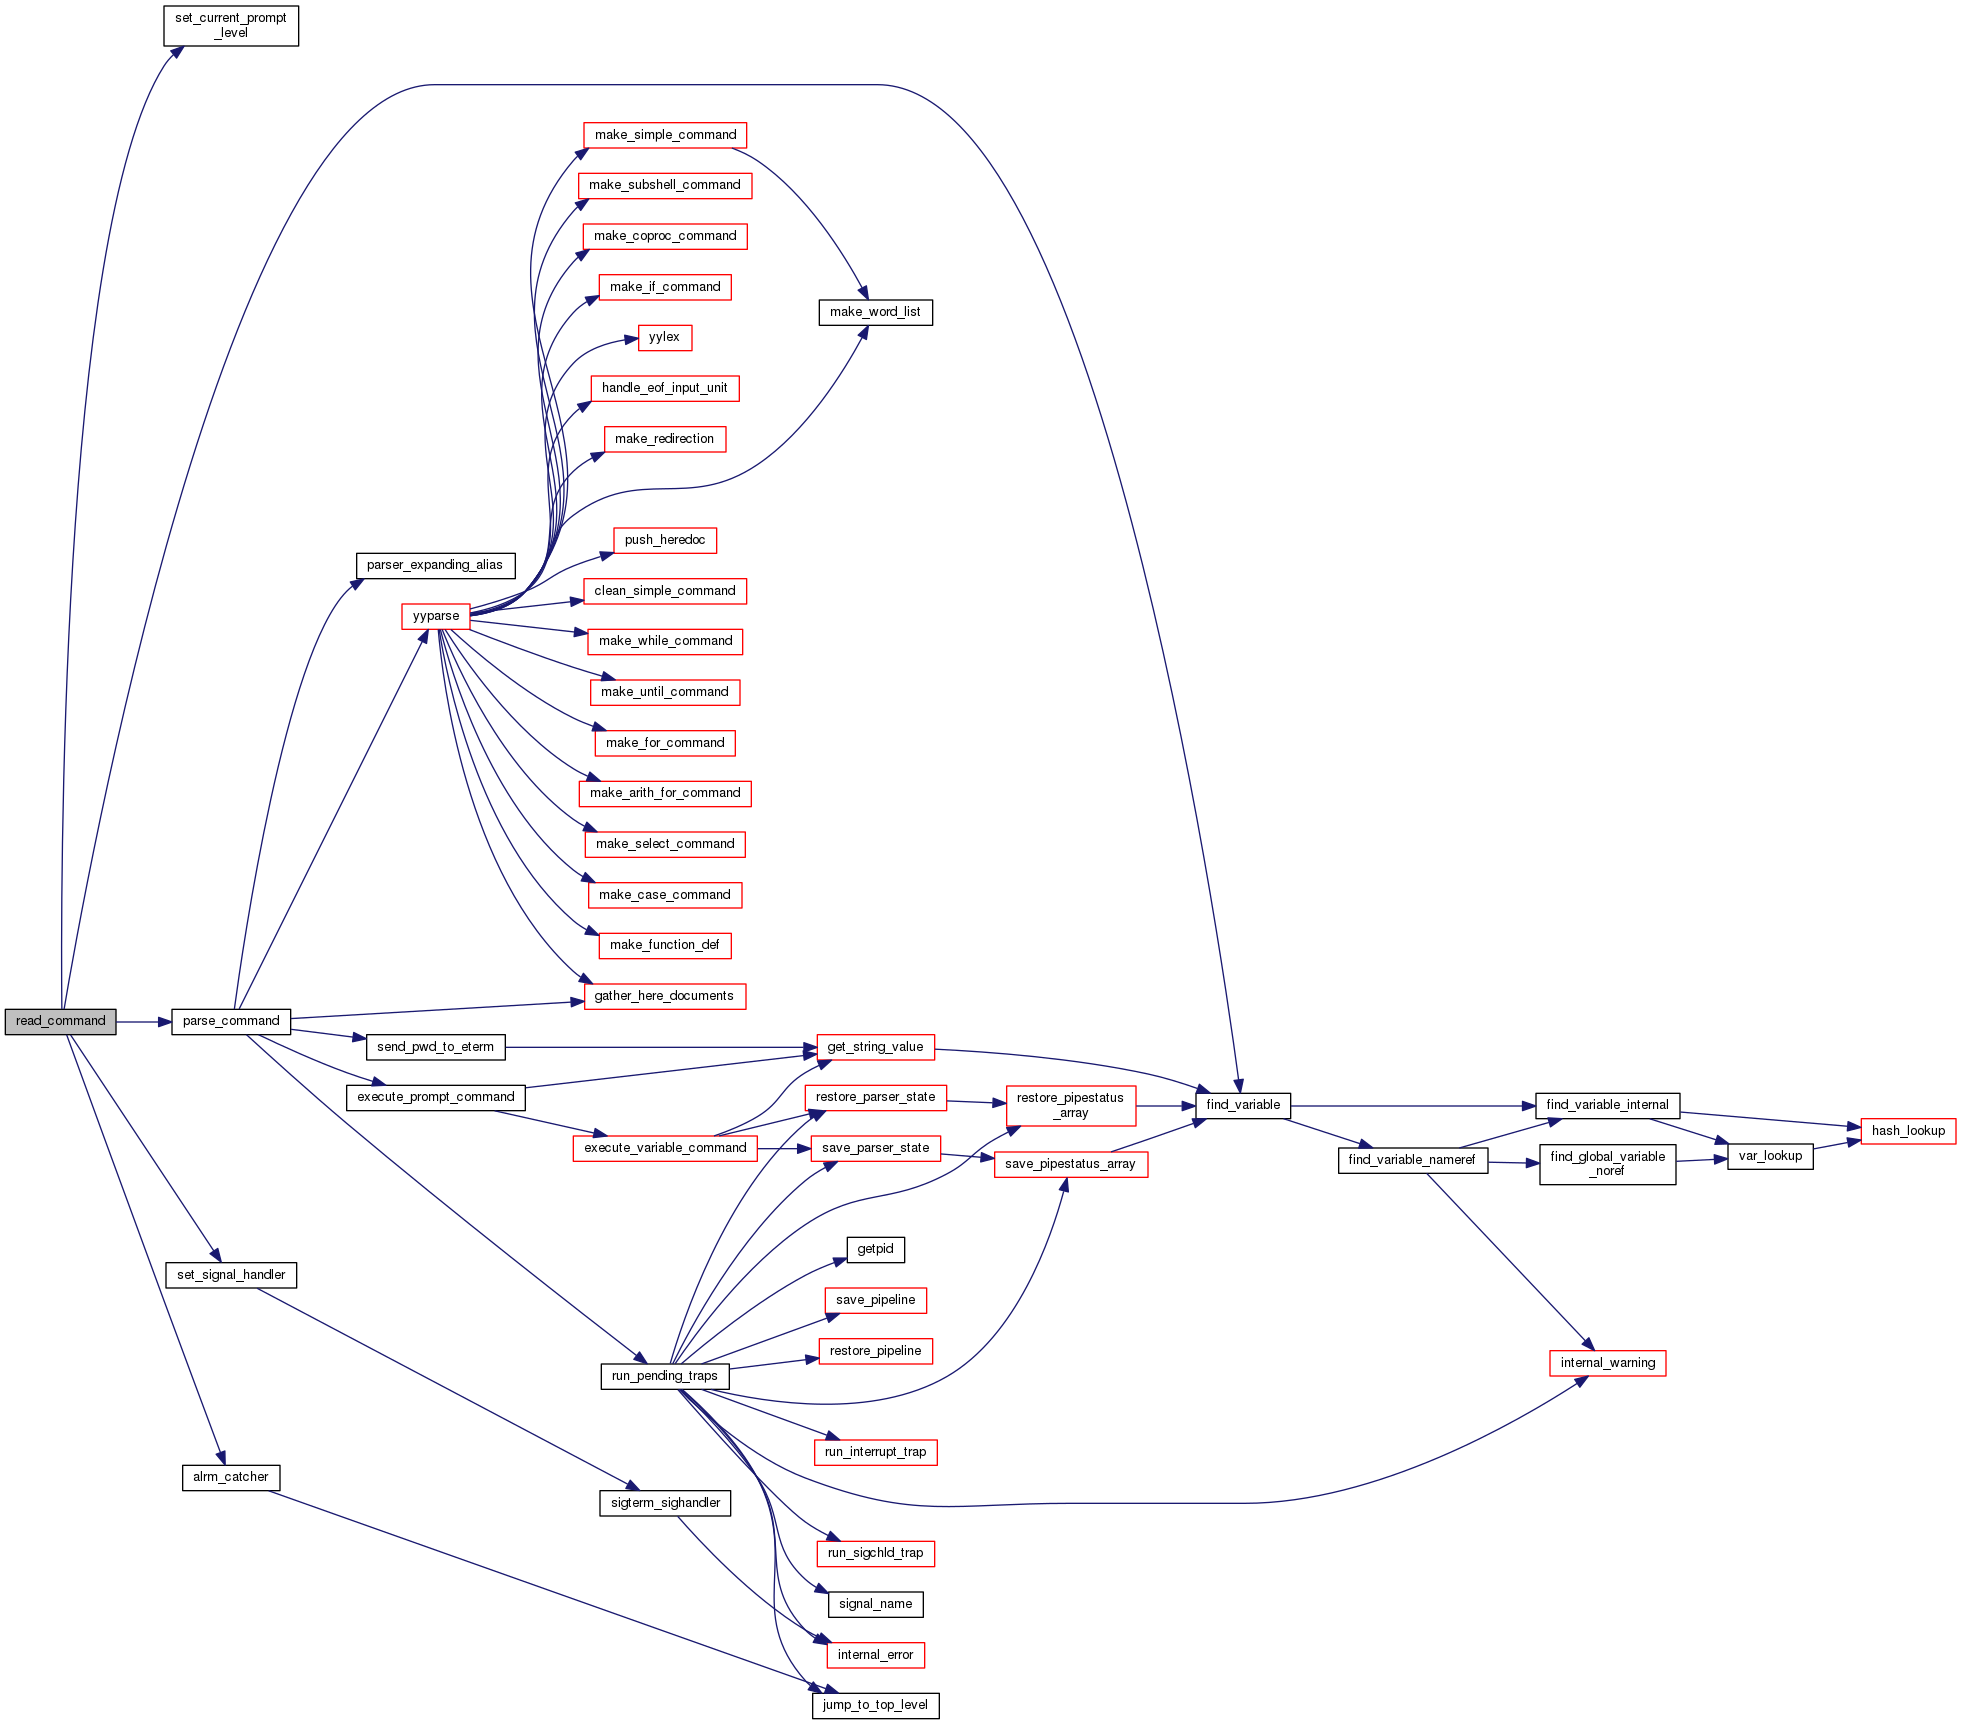 set_current_prompt
_level
make_simple_command
make_subshell_command
make_coproc_command
make_if_command
make_word_list
yylex
handle_eof_input_unit
make_redirection
push_heredoc
parser_expanding_alias
clean_simple_command
yyparse
make_while_command
make_until_command
make_for_command
make_arith_for_command
make_select_command
make_case_command
make_function_def
gather_here_documents
read_command
parse_command
send_pwd_to_eterm
get_string_value
execute_prompt_command
restore_parser_state
restore_pipestatus
_array
find_variable
find_variable_internal
hash_lookup
execute_variable_command
save_parser_state
save_pipestatus_array
find_variable_nameref
find_global_variable
_noref
var_lookup
getpid
set_signal_handler
save_pipeline
restore_pipeline
internal_warning
run_pending_traps
run_interrupt_trap
alrm_catcher
sigterm_sighandler
run_sigchld_trap
signal_name
internal_error
jump_to_top_level